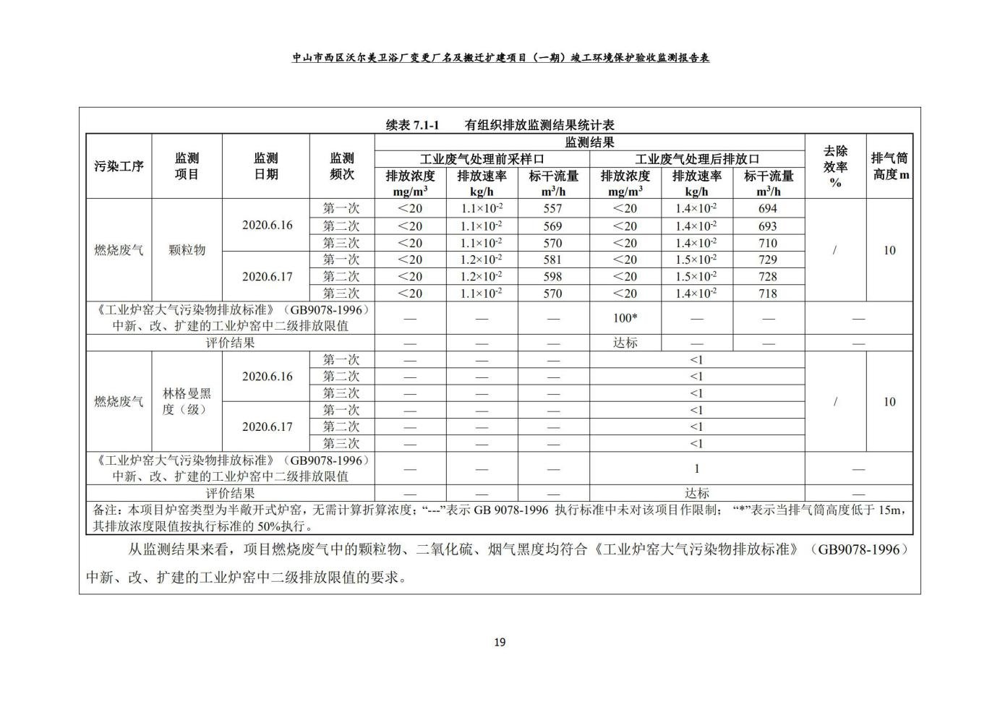 中山市西区沃尔美卫浴厂变更厂名及搬迁扩建项目（一期）竣工环境保护验收监测报告表
续表 7.1-1 有组织排放监测结果统计表
污染工序 监测项目 监测日期 监测频次 监测结果 去除效率% 排气筒高度 m
工业废气处理前采样口 工业废气处理后排放口
排放浓度 mg/m³ 排放速率 kg/h 标干流量 m³/h 排放浓度 mg/m³ 排放速率 kg/h 标干流量 m³/h
燃烧废气 颗粒物 2020.6.16 第一次 ＜20 1.1×10⁻² 557 ＜20 1.4×10⁻² 694 / 10
第二次 ＜20 1.1×10⁻² 569 ＜20 1.4×10⁻² 693
第三次 ＜20 1.1×10⁻² 570 ＜20 1.4×10⁻² 710
2020.6.17 第一次 ＜20 1.2×10⁻² 581 ＜20 1.5×10⁻² 729
第二次 ＜20 1.2×10⁻² 598 ＜20 1.5×10⁻² 728
第三次 ＜20 1.1×10⁻² 570 ＜20 1.4×10⁻² 718
《工业炉窑大气污染物排放标准》（GB9078-1996）
中新、改、扩建的工业炉窑中二级排放限值 — — — 100* — — —
评价结果 — — — 达标 — — —
燃烧废气 林格曼黑度（级） 2020.6.16 第一次 — — — <1 / 10
第二次 — — — <1
第三次 — — — <1
2020.6.17 第一次 — — — <1
第二次 — — — <1
第三次 — — — <1
《工业炉窑大气污染物排放标准》（GB9078-1996）
中新、改、扩建的工业炉窑中二级排放限值 — — — 1 —
评价结果 — — — 达标 —
备注：本项目炉窑类型为半敞开式炉窑，无需计算折算浓度；“---”表示 GB 9078-1996 执行标准中未对该项目作限制； “*”表示当排气筒高度低于 15m，
其排放浓度限值按执行标准的 50%执行。
从监测结果来看，项目燃烧废气中的颗粒物、二氧化硫、烟气黑度均符合《工业炉窑大气污染物排放标准》（GB9078-1996）
中新、改、扩建的工业炉窑中二级排放限值的要求。
19